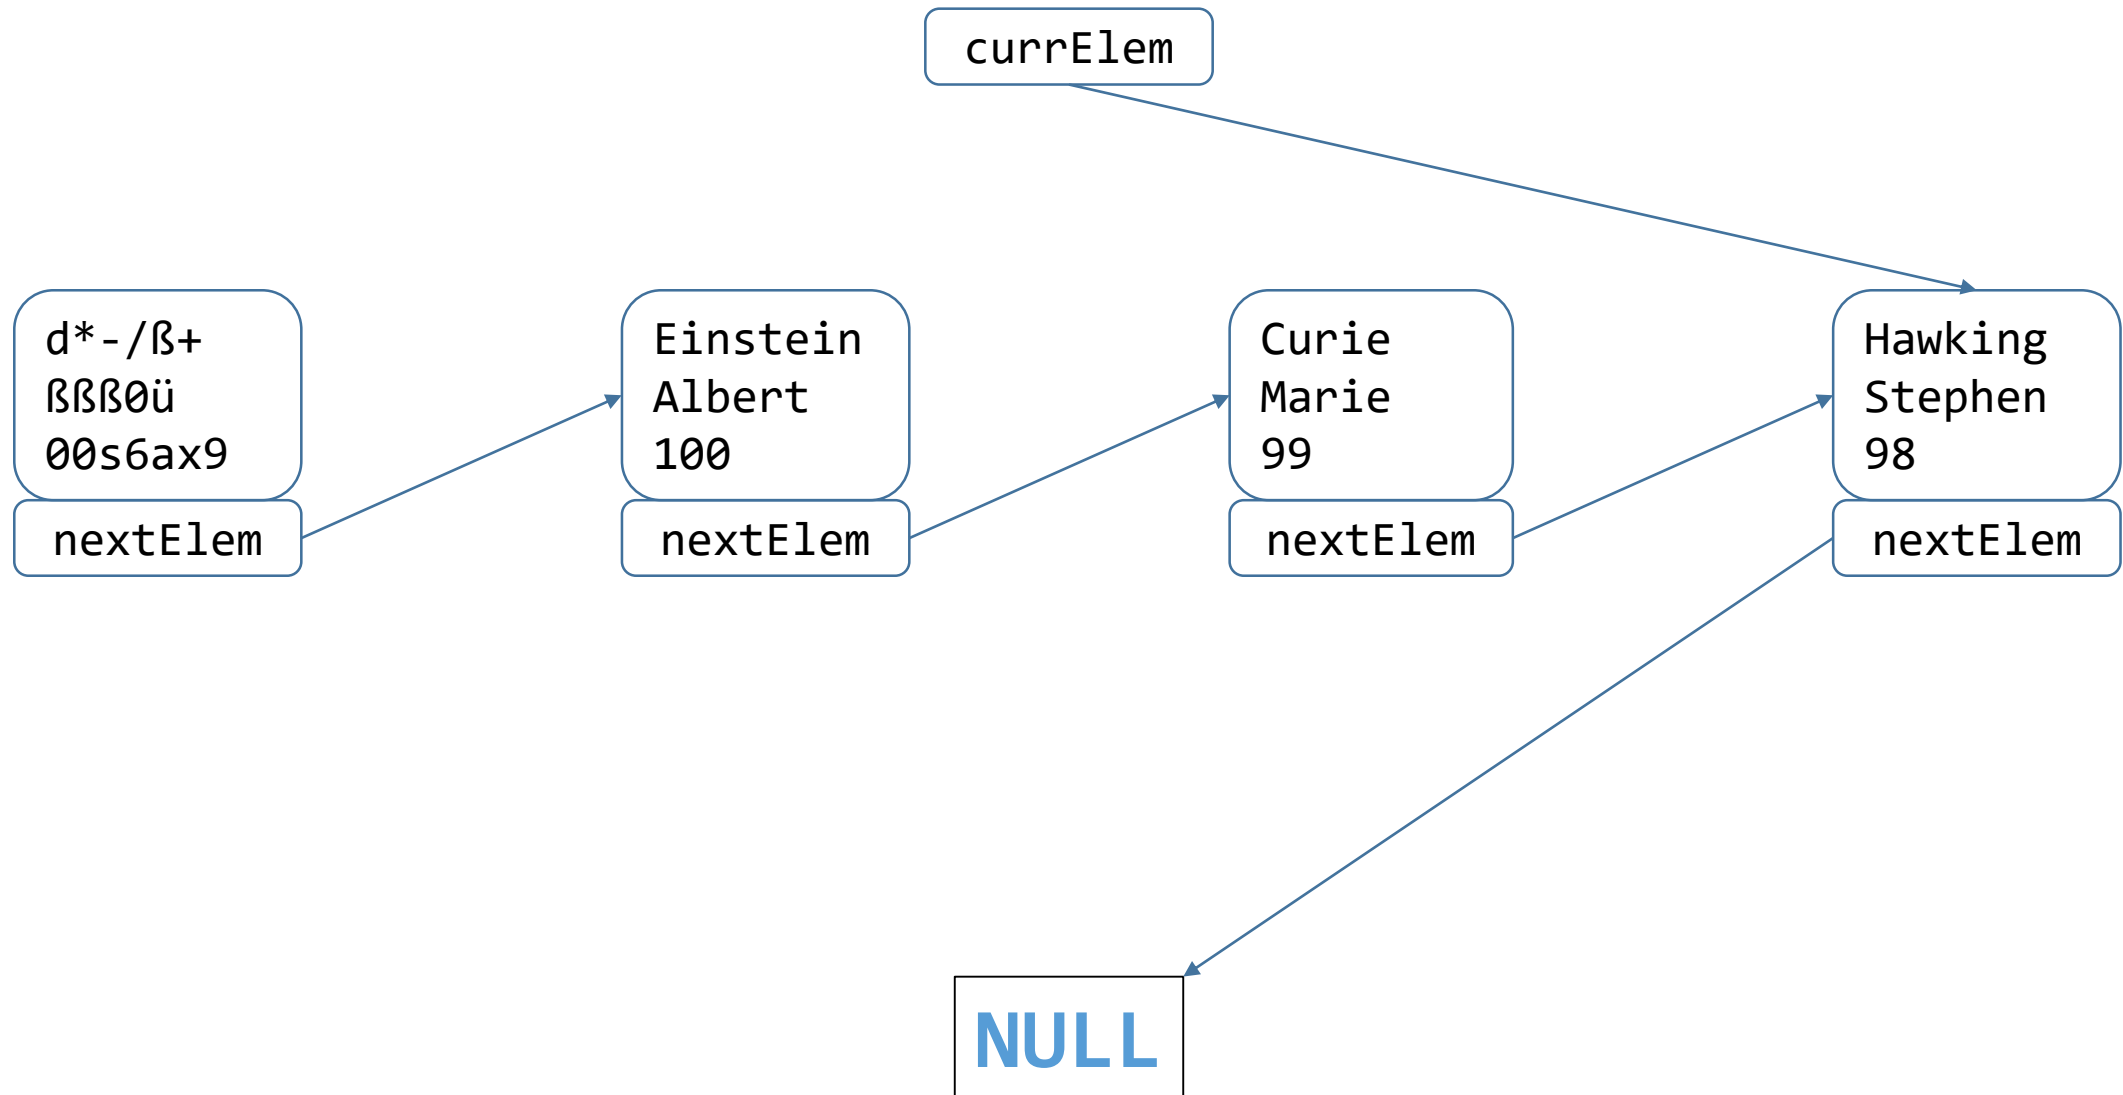 currElem
d*-/ß+
ßßß0ü
00s6ax9
nextElem
Einstein
Albert
100
nextElem
Curie
Marie
99
nextElem
Hawking
Stephen
98
nextElem
NULL